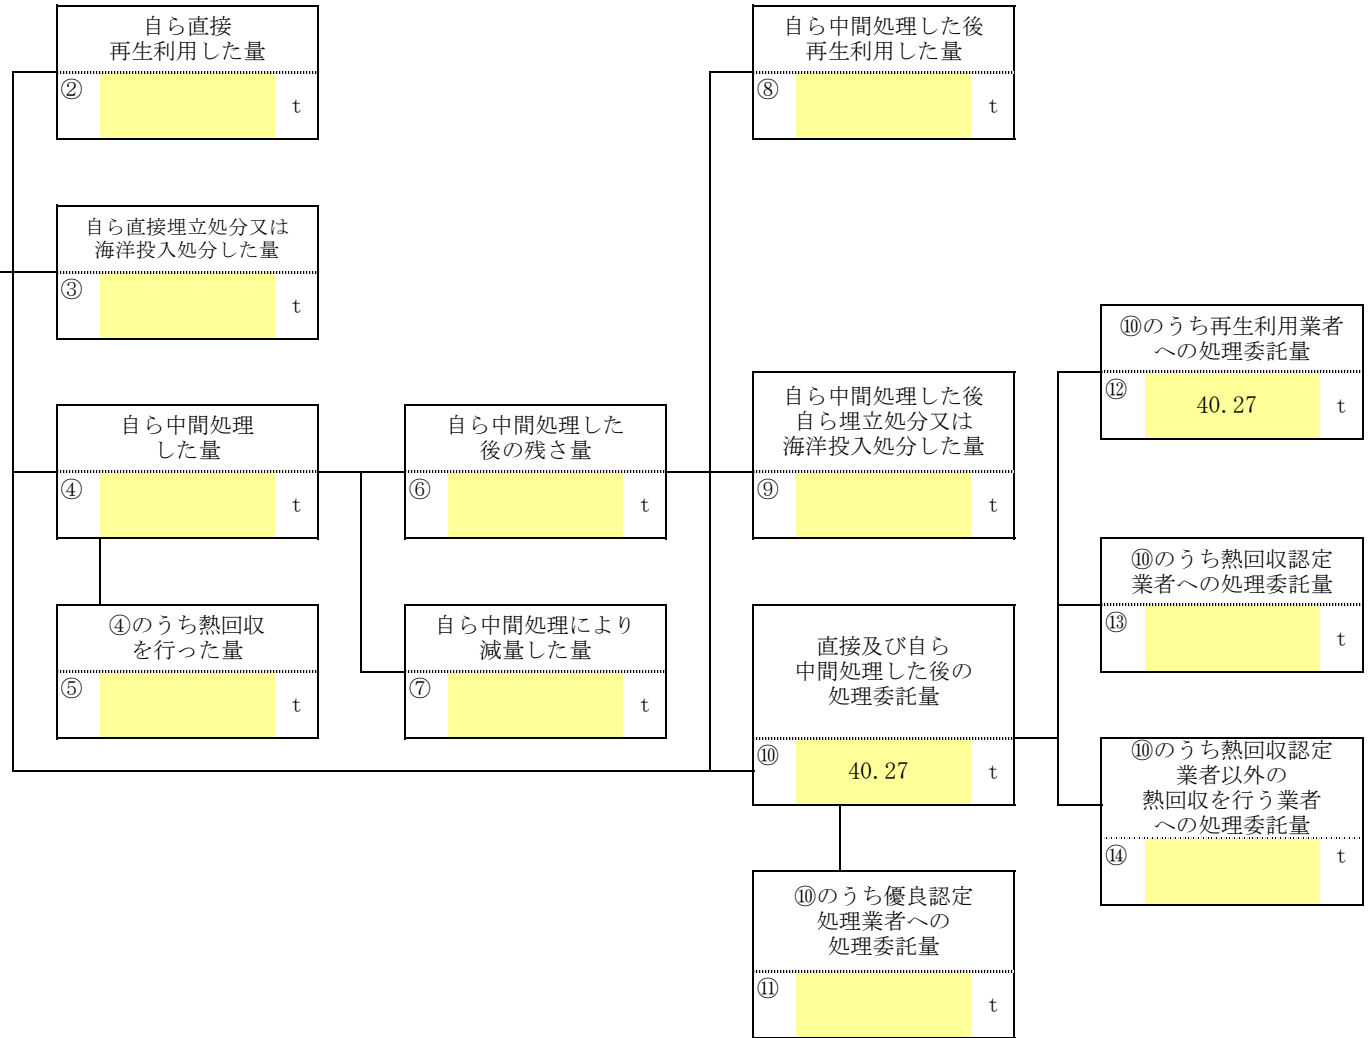 自ら直接
再生利用した量
②
t
自ら中間処理した後
再生利用した量
⑧
t
自ら直接埋立処分又は
海洋投入処分した量
③
t
⑩のうち再生利用業者
への処理委託量
⑫
40.27
t
自ら中間処理
した量
④
t
自ら中間処理した
後の残さ量
⑥
t
自ら中間処理した後
自ら埋立処分又は
海洋投入処分した量
⑨
t
⑩のうち熱回収認定
業者への処理委託量
⑬
t
④のうち熱回収
を行った量
⑤
t
自ら中間処理により
減量した量
⑦
t
直接及び自ら
中間処理した後の
処理委託量
⑩
40.27
t
⑩のうち熱回収認定
業者以外の
熱回収を行う業者
への処理委託量
⑭
t
⑩のうち優良認定
処理業者への
処理委託量
⑪
t